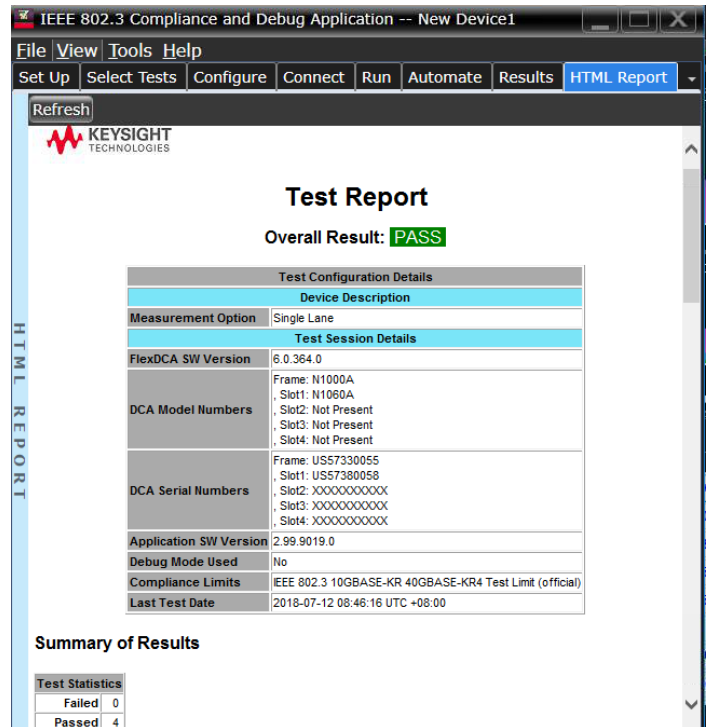 IEEE 802.3 Compliance and Debug Application -- New Device1
File View Tools Help
Set Up Select Tests Configure Connect Run Automate Results HTML Report
Refresh
KEYSIGHT
TECHNOLOGIES
Test Report
Overall Result: PASS
Test Configuration Details
Device Description
Measurement Option Single Lane
Test Session Details
FlexDCA SW Version 6.0.364.0
DCA Model Numbers
Frame: N1000A
, Slot1: N1060A
, Slot2: Not Present
, Slot3: Not Present
, Slot4: Not Present
DCA Serial Numbers
Frame: US57330055
, Slot1: US57380058
, Slot2: XXXXXXXXXX
, Slot3: XXXXXXXXXX
, Slot4: XXXXXXXXXX
Application SW Version 2.99.9019.0
Debug Mode Used No
Compliance Limits IEEE 802.3 10GBASE-KR 40GBASE-KR4 Test Limit (official)
Last Test Date 2018-07-12 08:46:16 UTC +08:00
Summary of Results
Test Statistics
Failed 0
Passed 4
HTML REPORT